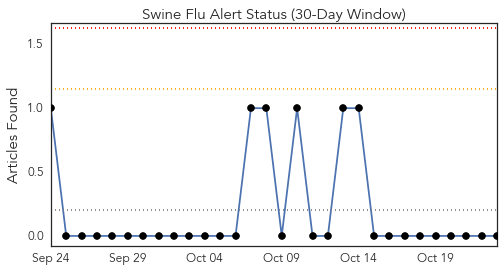 Swine Flu Alert Status (30-Day Window)
Articles Found
1.5
1.0
0.5
0.0
Sep 24 Sep 29 Oct 04 Oct 09 Oct 14 Oct 19